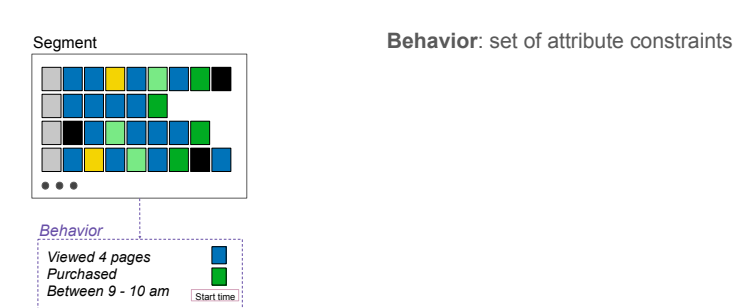 Segment
Behavior: set of attribute constraints
Behavior
Viewed 4 pages
Purchased
Between 9 - 10 am
Start time